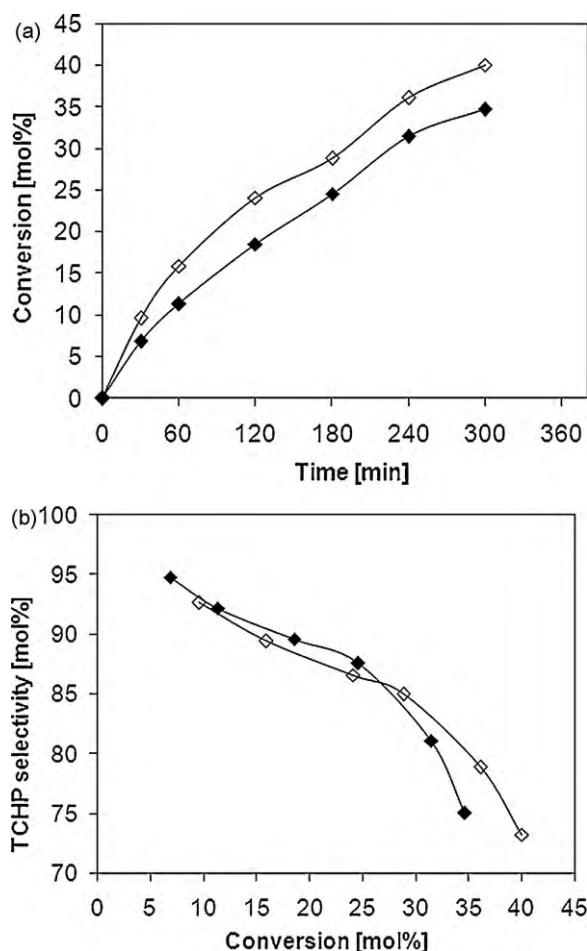 (a)
45
40
35
30
25
20
15
10
5
0
Conversion [mol%]
0 60 120 180 240 300 360
Time [min]
(b)
100
95
90
85
80
75
70
TCHP selectivity [mol%]
0 5 10 15 20 25 30 35 40 45
Conversion [mol%]